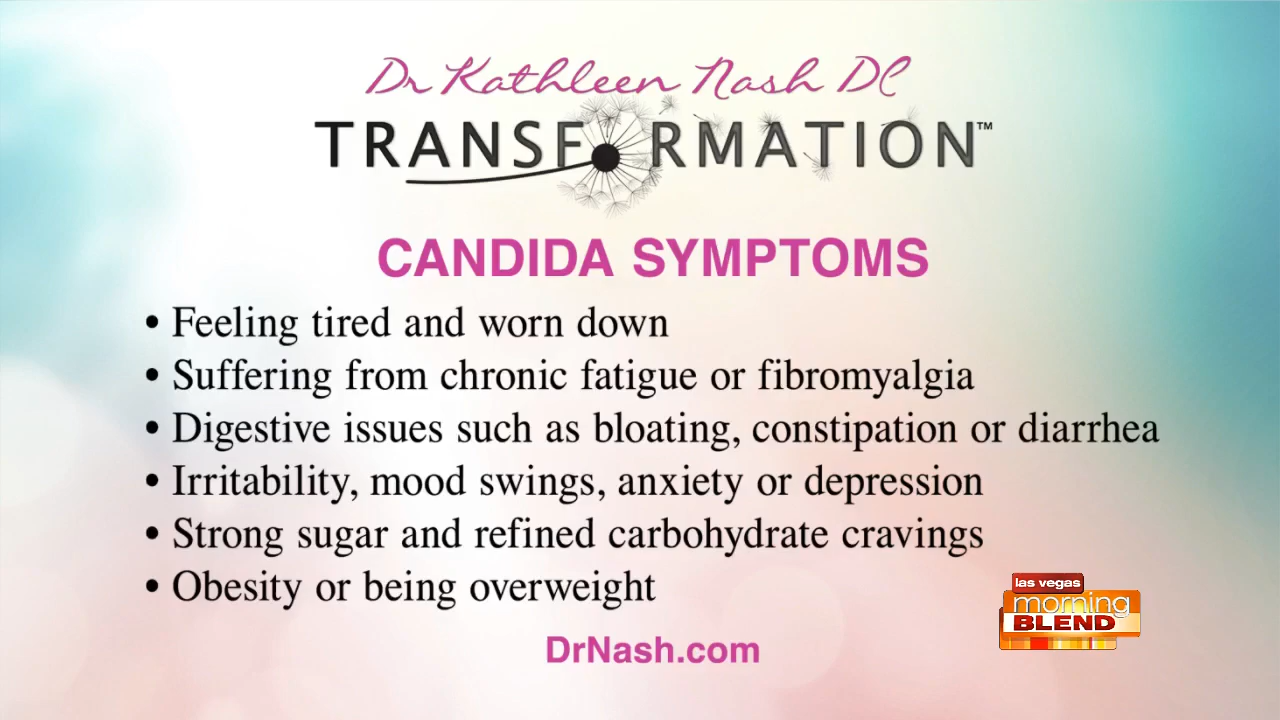 Dr Kathleen Nash DC
TRANSFORMATION™
CANDIDA SYMPTOMS
• Feeling tired and worn down
• Suffering from chronic fatigue or fibromyalgia
• Digestive issues such as bloating, constipation or diarrhea
• Irritability, mood swings, anxiety or depression
• Strong sugar and refined carbohydrate cravings
• Obesity or being overweight
las vegas
morning
BLEND
DrNash.com